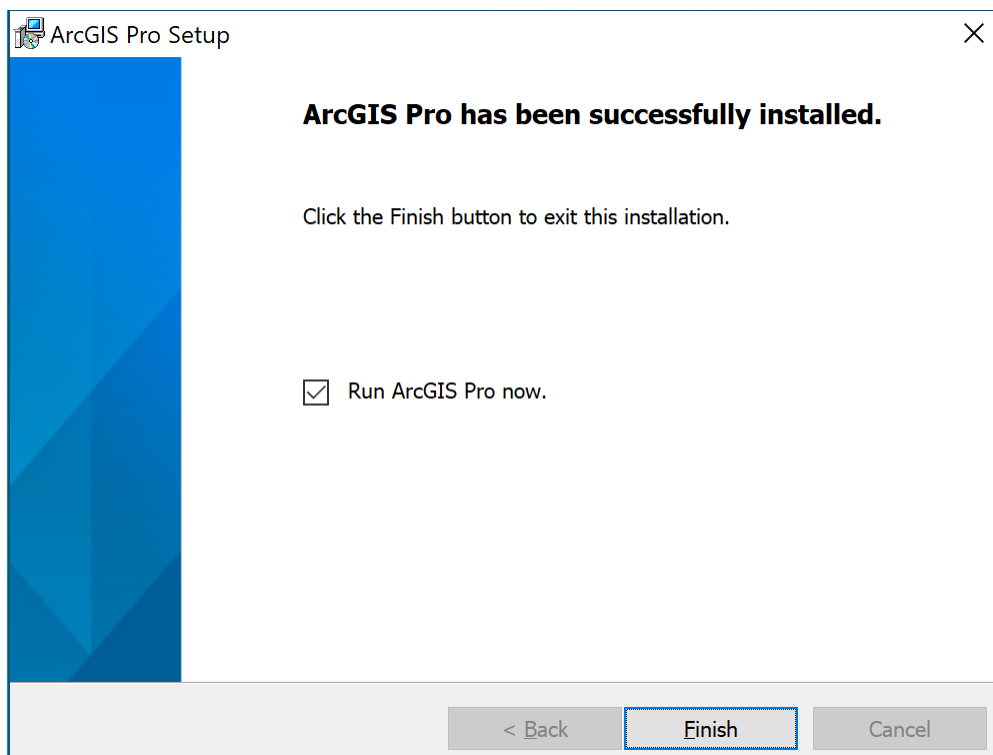 ArcGIS Pro Setup
ArcGIS Pro has been successfully installed.
Click the Finish button to exit this installation.
Run ArcGIS Pro now.
< Back Finish Cancel